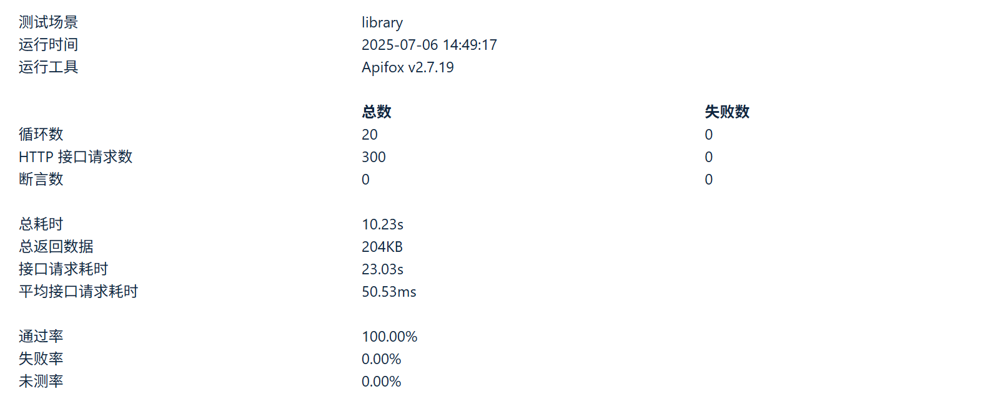 测试场景 library
运行时间 2025-07-06 14:49:17
运行工具 Apifox v2.7.19
总数 失败数
循环数 20 0
HTTP 接口请求数 300 0
断言数 0 0
总耗时 10.23s
总返回数据 204KB
接口请求耗时 23.03s
平均接口请求耗时 50.53ms
通过率 100.00%
失败率 0.00%
未测率 0.00%